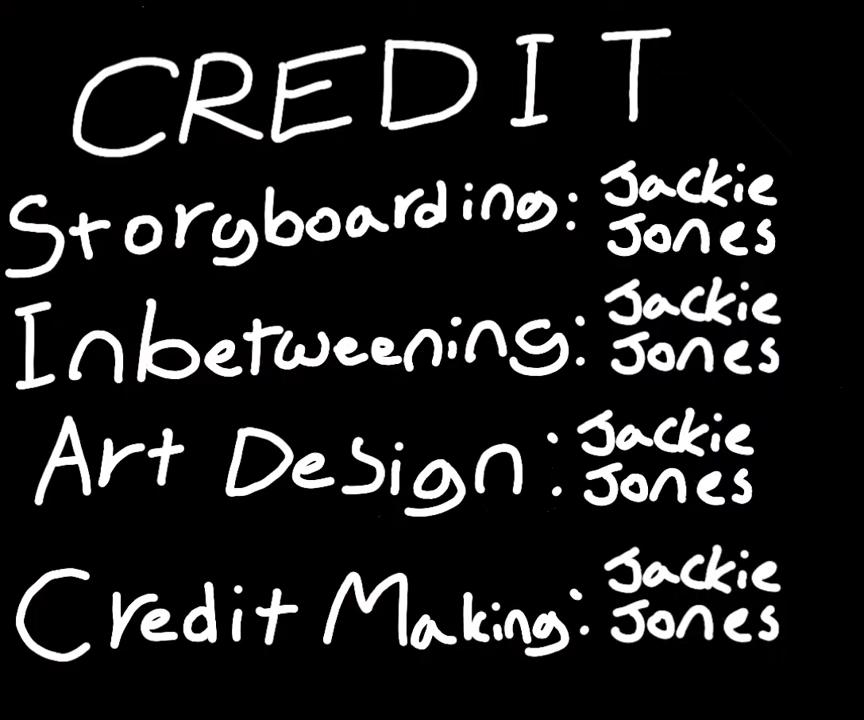 CREDIT
Storyboarding: Jackie
Jones
Inbetweening: Jackie
Jones
Art Design: Jackie
Jones
Credit Making: Jackie
Jones